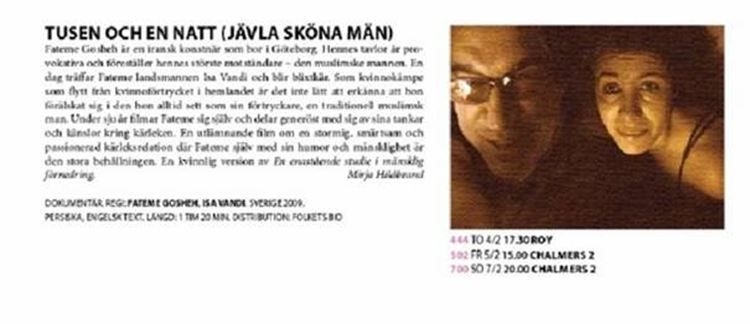 TUSEN OCH EN NATT (JÄVLA SKÖNA MÄN)
Fateme Gosheh är en iransk konstnär som bor i Göteborg. Hennes tavlor är pro-
vokativa och föreställer hennes största motståndare – den muslimske mannen. En
dag träffar Fateme landsmannen Isa Vandi och blir blixtkär. Som kvinnokämpe
som flytt från kvinnoförtrycket i hemlandet är det inte lätt att erkänna att hon
förälskat sig i den hon alltid sett som sin förtryckare, en traditionell muslimsk
man. Under sju år filmar Fateme sig själv och delar generöst med sig av sina tankar
och känslor kring kärleken. En utlämnande film om en stormig, smärtsam och
passionerad kärleksrelation där Fateme själv med sin humor och mänsklighet är
den stora behållningen. En kvinnlig version av En enastående studie i mänsklig
förnedring. Mirja Hildbrand
DOKUMENTÄR. REGI: FATEME GOSHEH, ISA VANDI. SVERIGE 2009.
PERSISKA, ENGELSK TEXT. LÄNGD: 1 TIM 20 MIN. DISTRIBUTION: FOLKETS BIO
444 TO 4/2 17.30 ROY
502 FR 5/2 15.00 CHALMERS 2
700 SO 7/2 20.00 CHALMERS 2